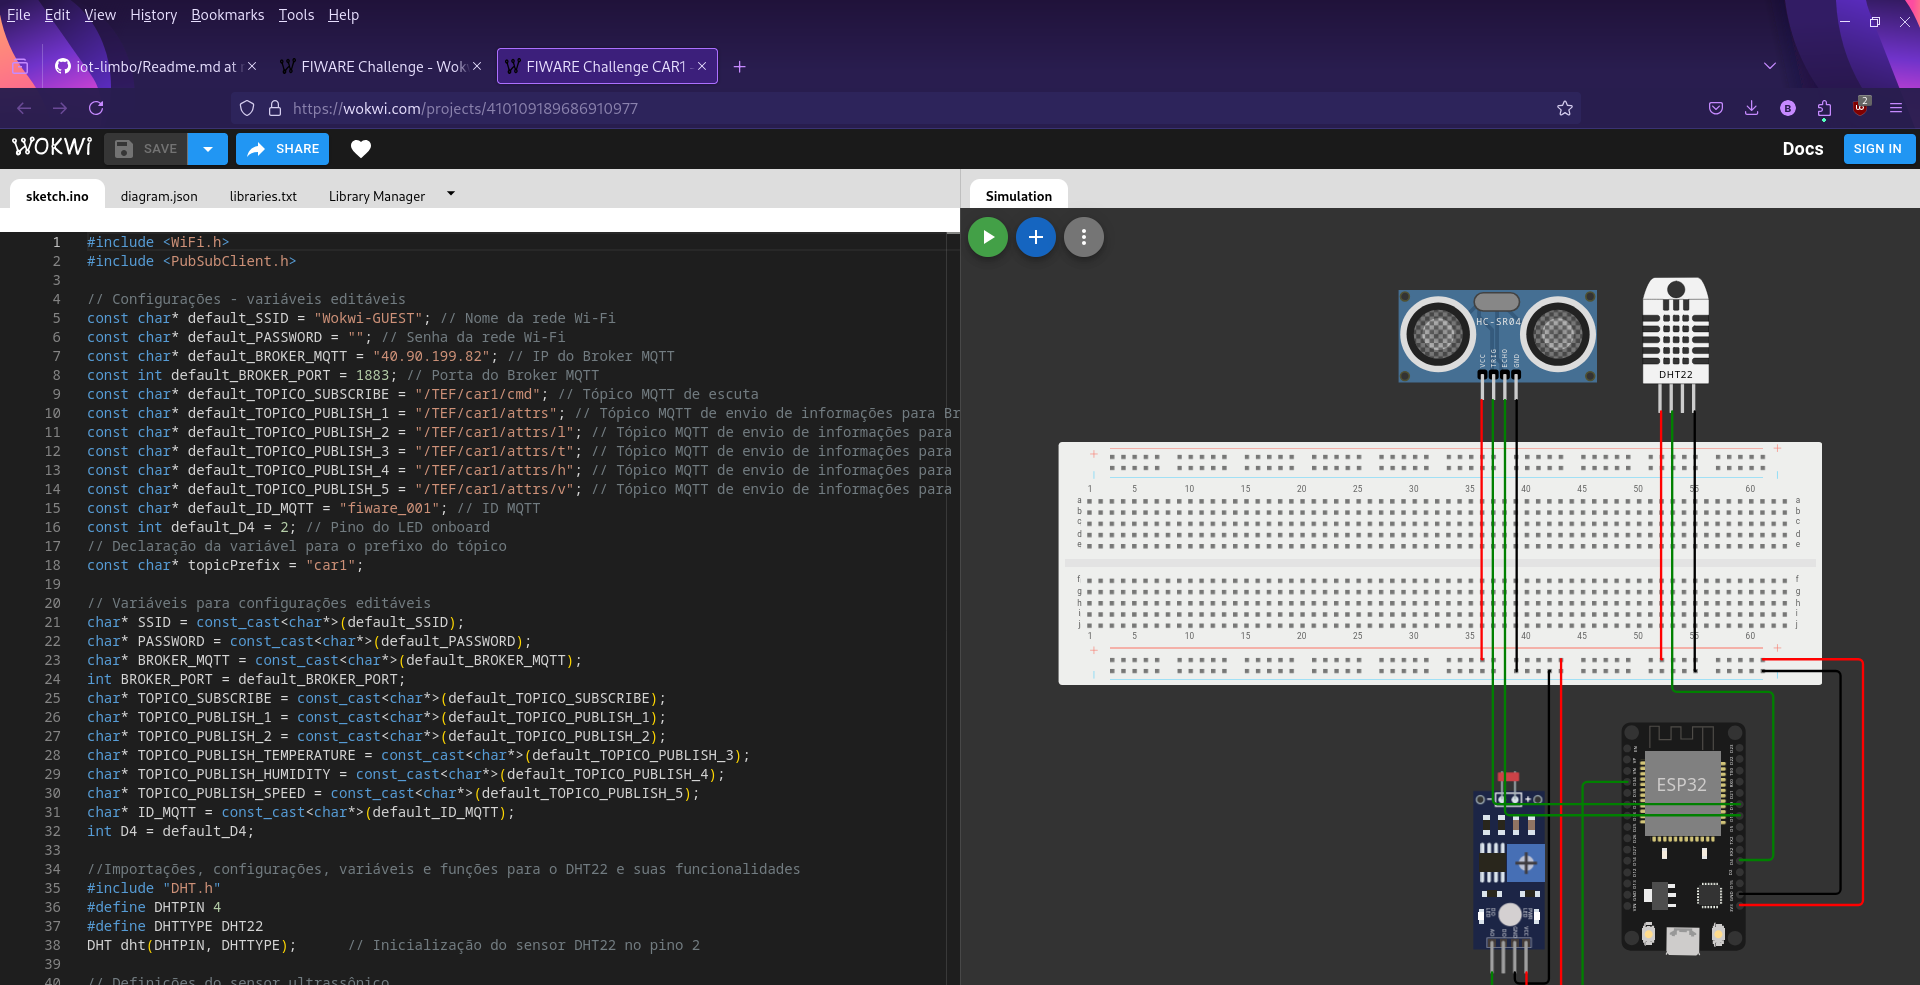 File Edit View History Bookmarks Tools Help
iot-limbo/Readme.md at
FIWARE Challenge - Wok
FIWARE Challenge CAR1 -
https://wokwi.com/projects/410109189686910977
B
2
WOKWI
SAVE
SHARE
Docs
SIGN IN
sketch.ino diagram.json libraries.txt Library Manager
Simulation
1 #include <WiFi.h>
2 #include <PubSubClient.h>
3
4 // Configurações - variáveis editáveis
5 const char* default_SSID = "Wokwi-GUEST"; // Nome da rede Wi-Fi
6 const char* default_PASSWORD = ""; // Senha da rede Wi-Fi
7 const char* default_BROKER_MQTT = "40.90.199.82"; // IP do Broker MQTT
8 const int default_BROKER_PORT = 1883; // Porta do Broker MQTT
9 const char* default_TOPICO_SUBSCRIBE = "/TEF/car1/cmd"; // Tópico MQTT de escuta
10 const char* default_TOPICO_PUBLISH_1 = "/TEF/car1/attrs"; // Tópico MQTT de envio de informações para Br
11 const char* default_TOPICO_PUBLISH_2 = "/TEF/car1/attrs/l"; // Tópico MQTT de envio de informações para
12 const char* default_TOPICO_PUBLISH_3 = "/TEF/car1/attrs/t"; // Tópico MQTT de envio de informações para
13 const char* default_TOPICO_PUBLISH_4 = "/TEF/car1/attrs/h"; // Tópico MQTT de envio de informações para
14 const char* default_TOPICO_PUBLISH_5 = "/TEF/car1/attrs/v"; // Tópico MQTT de envio de informações para
15 const char* default_ID_MQTT = "fiware_001"; // ID MQTT
16 const int default_D4 = 2; // Pino do LED onboard
17 // Declaração da variável para o prefixo do tópico
18 const char* topicPrefix = "car1";
19
20 // Variáveis para configurações editáveis
21 char* SSID = const_cast<char*>(default_SSID);
22 char* PASSWORD = const_cast<char*>(default_PASSWORD);
23 char* BROKER_MQTT = const_cast<char*>(default_BROKER_MQTT);
24 int BROKER_PORT = default_BROKER_PORT;
25 char* TOPICO_SUBSCRIBE = const_cast<char*>(default_TOPICO_SUBSCRIBE);
26 char* TOPICO_PUBLISH_1 = const_cast<char*>(default_TOPICO_PUBLISH_1);
27 char* TOPICO_PUBLISH_2 = const_cast<char*>(default_TOPICO_PUBLISH_2);
28 char* TOPICO_PUBLISH_TEMPERATURE = const_cast<char*>(default_TOPICO_PUBLISH_3);
29 char* TOPICO_PUBLISH_HUMIDITY = const_cast<char*>(default_TOPICO_PUBLISH_4);
30 char* TOPICO_PUBLISH_SPEED = const_cast<char*>(default_TOPICO_PUBLISH_5);
31 char* ID_MQTT = const_cast<char*>(default_ID_MQTT);
32 int D4 = default_D4;
33
34 //Importações, configurações, variáveis e funções para o DHT22 e suas funcionalidades
35 #include "DHT.h"
36 #define DHTPIN 4
37 #define DHTTYPE DHT22
38 DHT dht(DHTPIN, DHTTYPE); // Inicialização do sensor DHT22 no pino 2
39
40 // Definições do sensor ultrassônico
HC-SR04
VCC TRIG ECHO GND
DHT22
1 5 10 15 20 25 30 35 40 45 50 55 60
a a
b b
c c
d d
e e
f f
g g
h h
i i
j j
1 5 10 15 20 25 30 35 40 45 50 55 60
ESP32